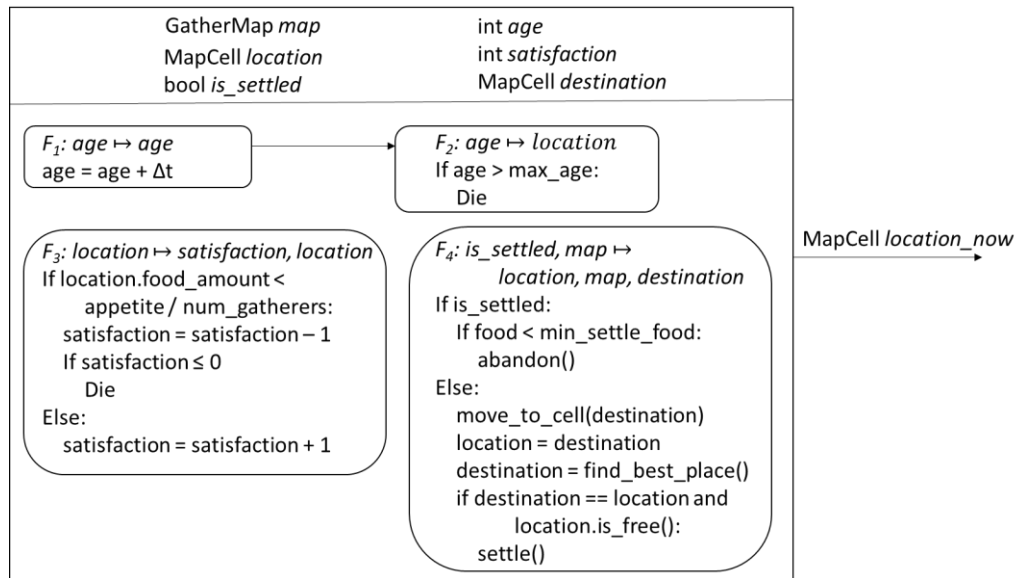 GatherMap map
MapCell location
bool is_settled
int age
int satisfaction
MapCell destination
F1: age ↦ age
age = age + Δt
F2: age ↦ location
If age > max_age:
Die
F3: location ↦ satisfaction, location
If location.food_amount <
appetite / num_gatherers:
satisfaction = satisfaction – 1
If satisfaction ≤ 0
Die
Else:
satisfaction = satisfaction + 1
F4: is_settled, map ↦
location, map, destination
If is_settled:
If food < min_settle_food:
abandon()
Else:
move_to_cell(destination)
location = destination
destination = find_best_place()
if destination == location and
location.is_free():
settle()
MapCell location_now